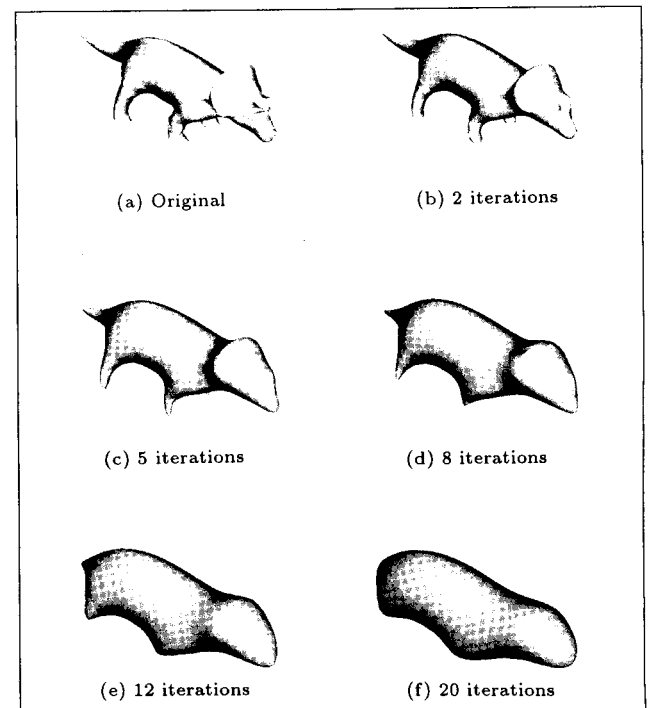 (a) Original
(b) 2 iterations
(c) 5 iterations
(d) 8 iterations
(e) 12 iterations
(f) 20 iterations